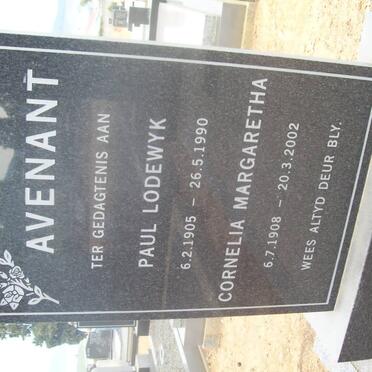 AVENANT
TER GEDAGTENIS AAN
PAUL LODEWYK
6.2.1905 – 26.5.1990
CORNELIA MARGARETHA
6.7.1908 – 20.3.2002
WEES ALTYD DEUR BLY.